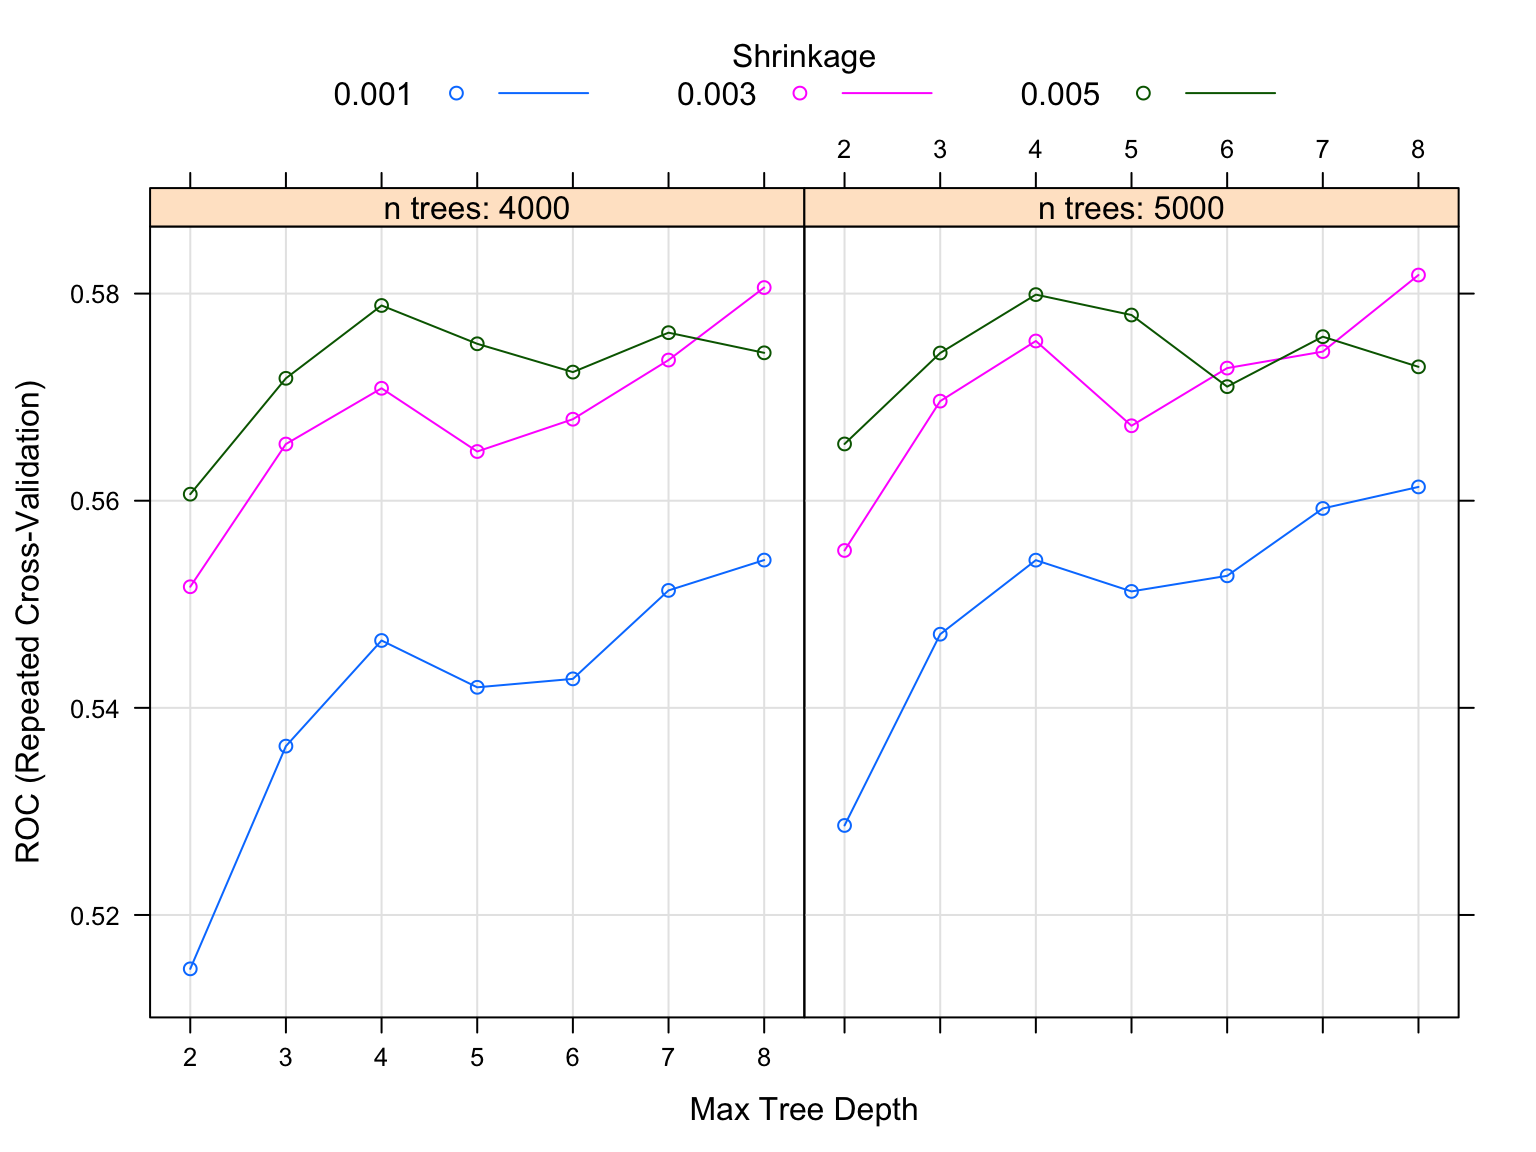 Shrinkage
0.001 0.003 0.005
2 3 4 5 6 7 8
n trees: 4000 n trees: 5000
0.58
0.56
0.54
0.52
ROC (Repeated Cross-Validation)
2 3 4 5 6 7 8
Max Tree Depth